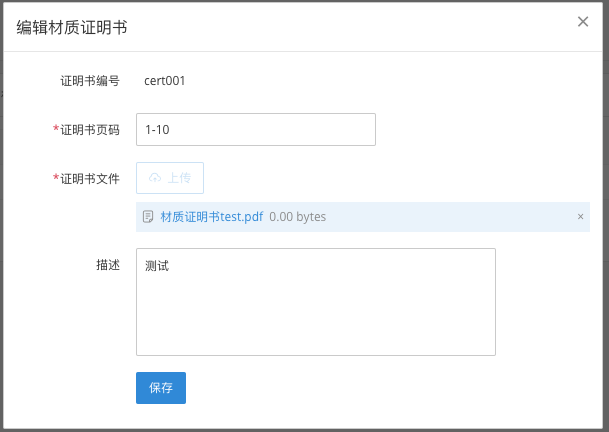 编辑材质证明书
证明书编号 cert001
*证明书页码 1-10
*证明书文件 上传
材质证明书test.pdf 0.00 bytes
描述 测试
保存